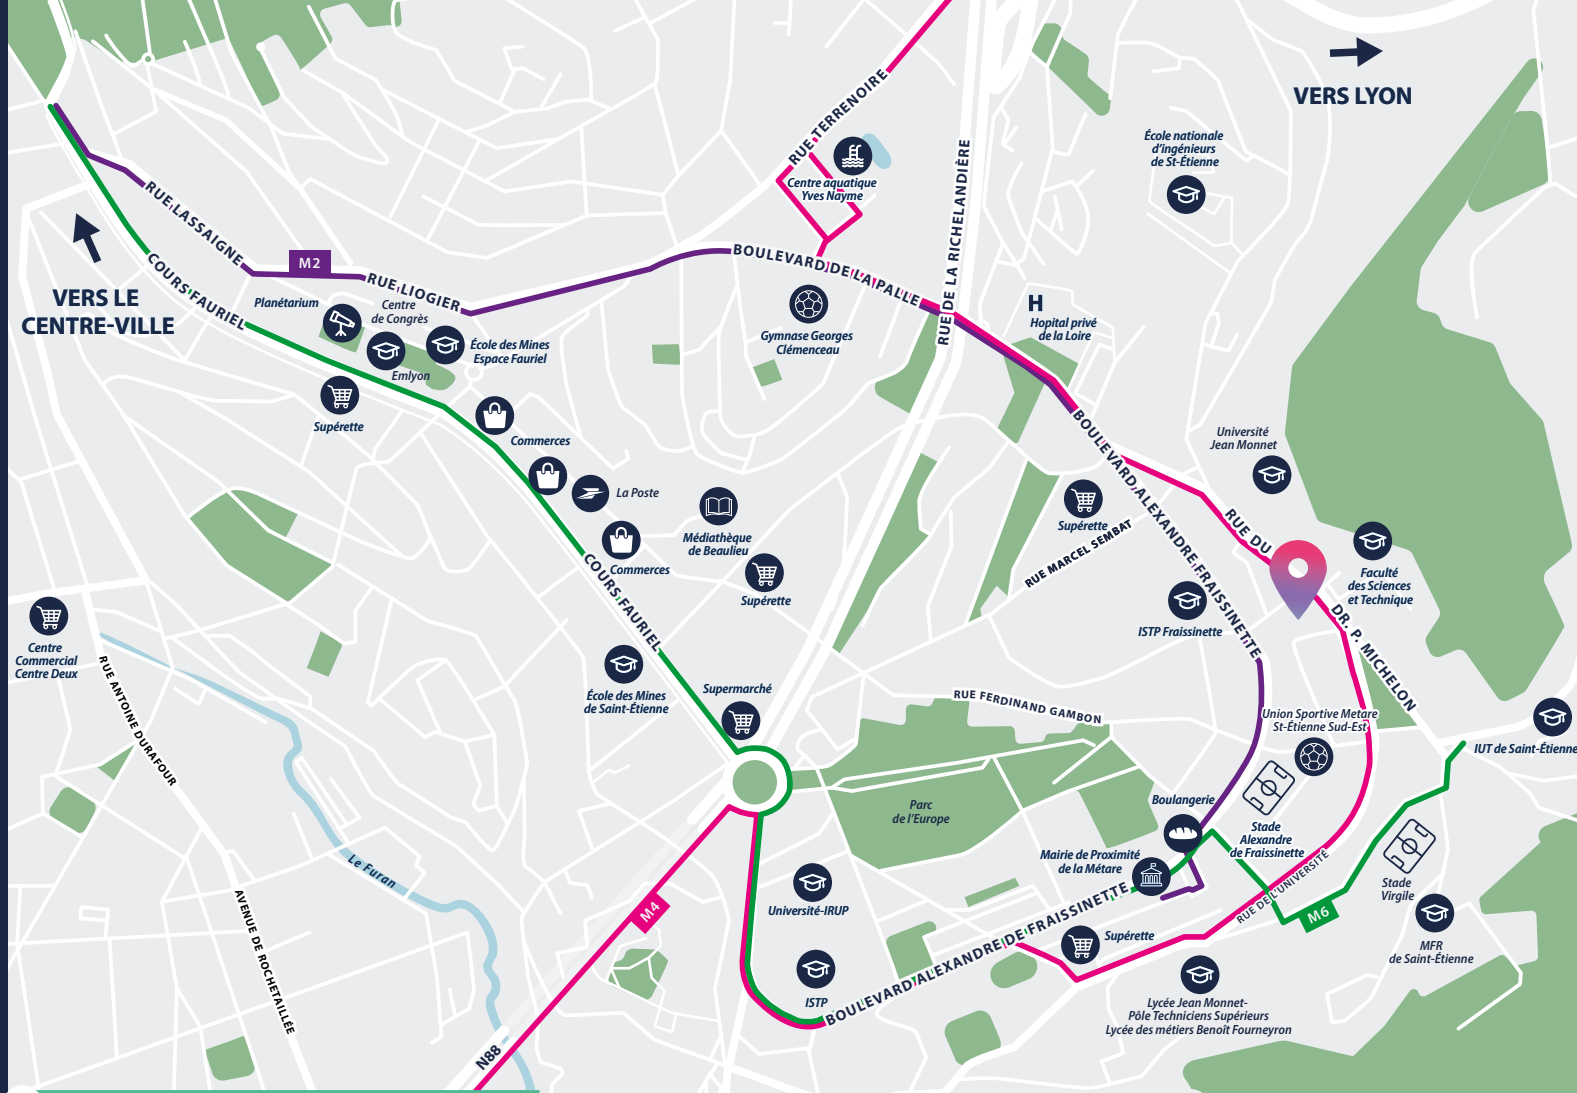 VERS LYON
École nationale
d'ingénieurs
de St-Étienne
RUE TERRENOIRE
Centre aquatique
Yves Nayme
RUE DE LA RICHELANDIÈRE
RUE LASSAIGNE
M2
RUE LIOGIER
BOULEVARD DE LA PALLE
VERS LE
CENTRE-VILLE
COURS FAURIEL
Planétarium
Centre
de Congrès
École des Mines
Espace Fauriel
Emlyon
Supérette
Gymnase Georges
Clémenceau
H
Hopital privé
de la Loire
Commerces
La Poste
Médiathèque
de Beaulieu
Commerces
Supérette
COURS FAURIEL
BOULEVARD ALEXANDRE FRAISSINETTE
Université
Jean Monnet
Supérette
RUE MARCEL SEMBAT
RUE DU
DR. P. MICHELON
Faculté
des Sciences
et Technique
ISTP Fraissinette
Centre
Commercial
Centre Deux
RUE ANTOINE DURAFOUR
École des Mines
de Saint-Étienne
Supermarché
RUE FERDINAND GAMBON
Union Sportive Metare
St-Étienne Sud-Est
IUT de Saint-Étienne
Parc
de l'Europe
Boulangerie
Stade
Alexandre
de Fraissinette
Mairie de Proximité
de la Métare
RUE DE L'UNIVERSITÉ
Stade
Virgile
M6
Le Furan
AVENUE DE ROCHETAILLÉE
M4
Université-IRUP
BOULEVARD ALEXANDRE DE FRAISSINETTE
Supérette
MFR
de Saint-Étienne
ISTP
Lycée Jean Monnet-
Pôle Techniciens Supérieurs
Lycée des métiers Benoît Fourneyron
N88